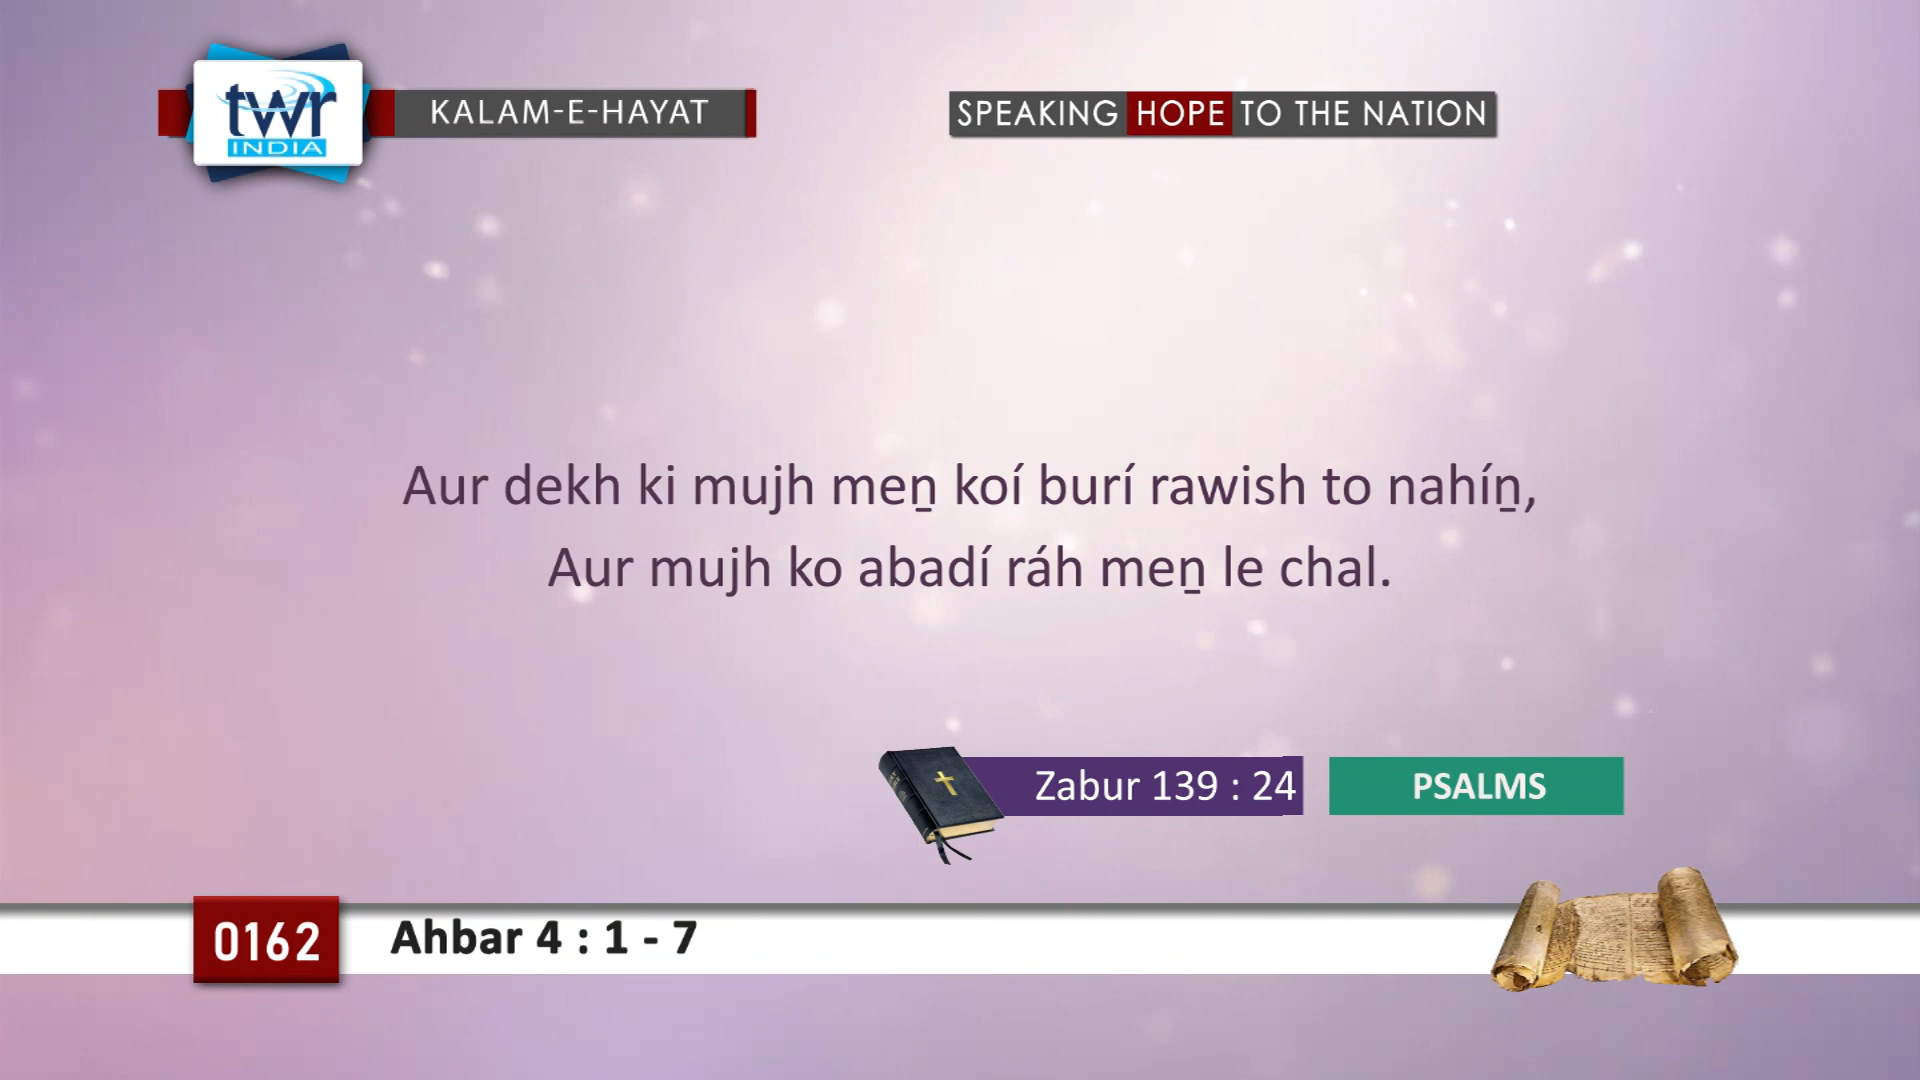 twr
INDIA
KALAM-E-HAYAT
SPEAKING HOPE TO THE NATION
Aur dekh ki mujh meṉ koí burí rawish to nahíṉ,
Aur mujh ko abadí ráh meṉ le chal.
Zabur 139 : 24
PSALMS
0162
Ahbar 4 : 1 - 7